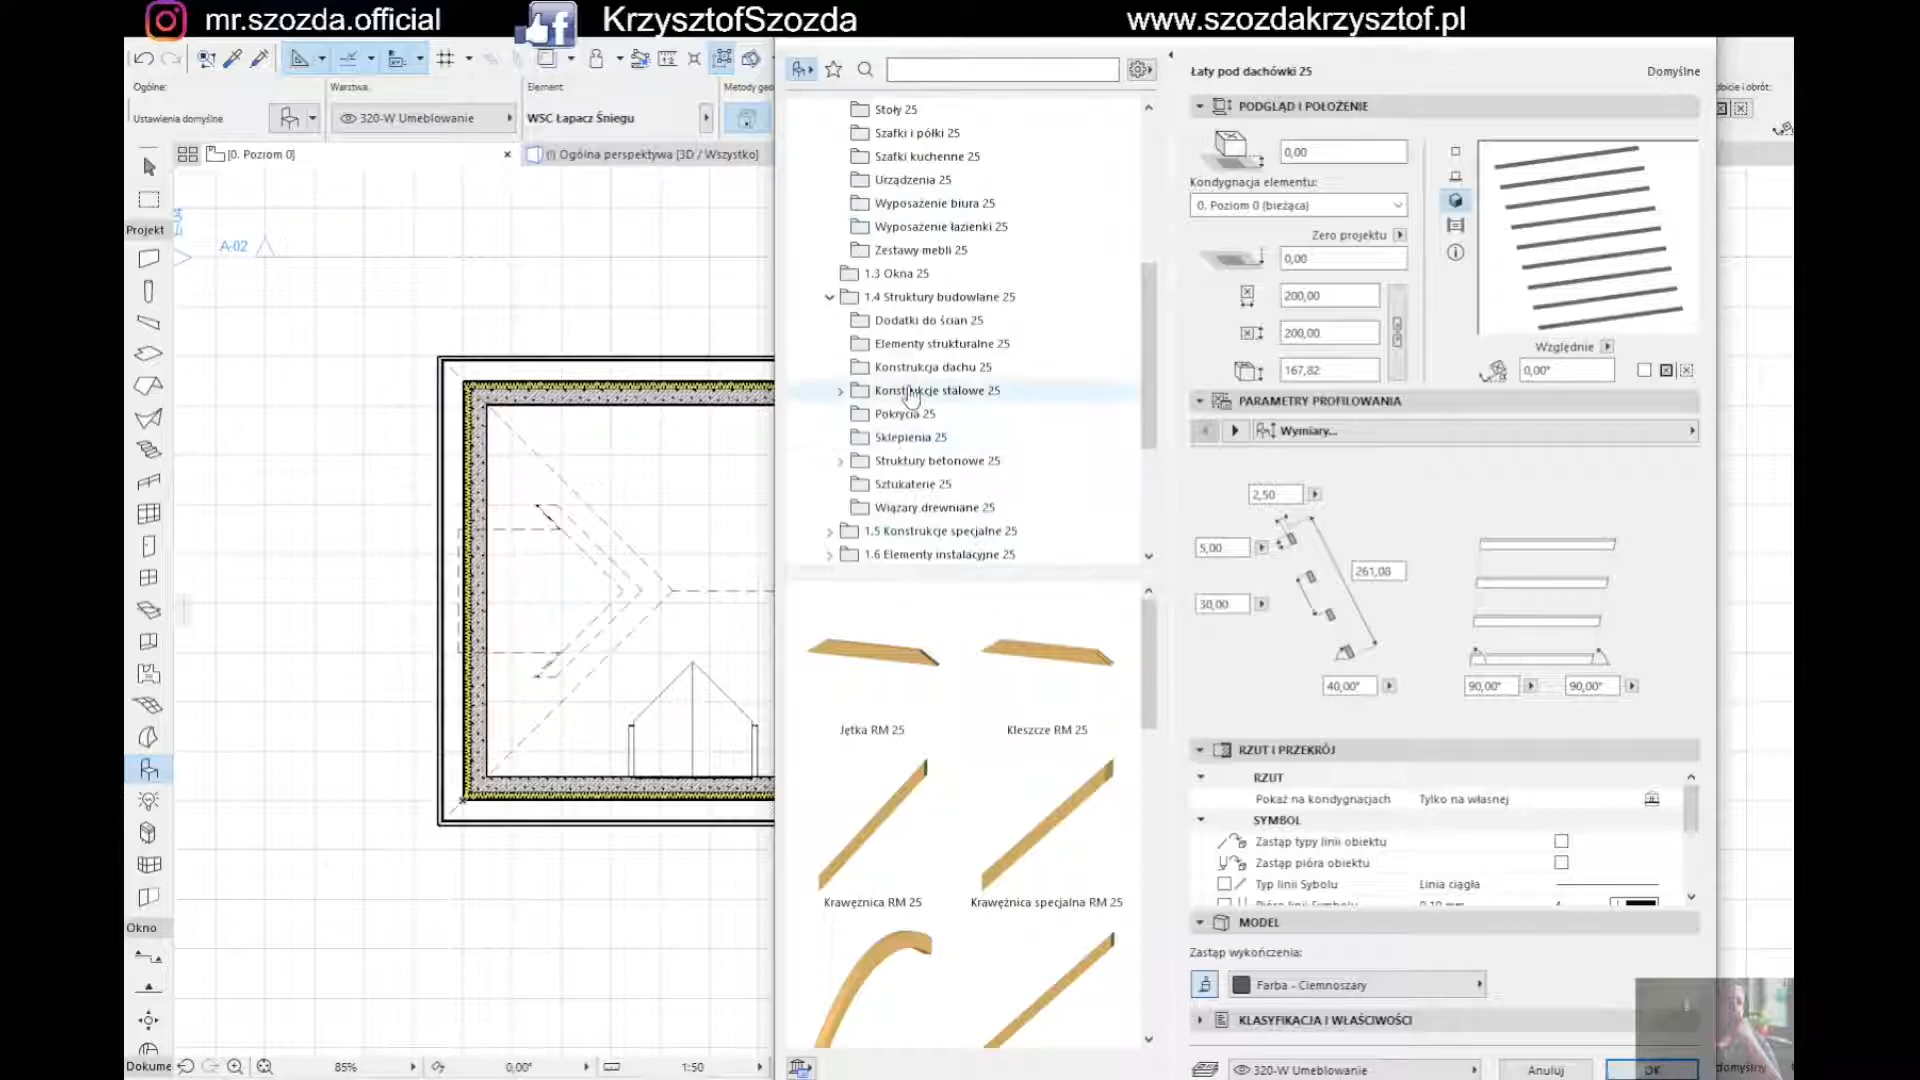 mr.szozda.official
KrzysztofSzozda
www.szozdakrzysztof.pl
Ogólne:
Warstwa:
Element:
Metody geo
Ustawienia domyślne
320-W Umeblowanie
WSC Łapacz Śniegu
[0. Poziom 0]
(!) Ogólna perspektywa [3D / Wszystko]
Projekt
A-02
Okno
Dokume
85%
0,00°
1:50
Stoły 25
Szafki i półki 25
Szafki kuchenne 25
Urządzenia 25
Wyposażenie biura 25
Wyposażenie łazienki 25
Zestawy mebli 25
1.3 Okna 25
1.4 Struktury budowlane 25
Dodatki do ścian 25
Elementy strukturalne 25
Konstrukcja dachu 25
Konstrukcje stalowe 25
Pokrycia 25
Sklepienia 25
Struktury betonowe 25
Sztukaterie 25
Wiązary drewniane 25
1.5 Konstrukcje specjalne 25
1.6 Elementy instalacyjne 25
Jętka RM 25
Kleszcze RM 25
Krawężnica RM 25
Krawężnica specjalna RM 25
Łaty pod dachówki 25
Domyślne
PODGLĄD I POŁOŻENIE
0,00
Kondygnacja elementu:
0. Poziom 0 (bieżąca)
Zero projektu
0,00
200,00
200,00
167,82
Względnie
0,00°
PARAMETRY PROFILOWANIA
Wymiary...
2,50
5,00
261,08
30,00
40,00°
90,00°
90,00°
RZUT I PRZEKRÓJ
RZUT
Pokaż na kondygnacjach
Tylko na własnej
SYMBOL
Zastąp typy linii obiektu
Zastąp pióra obiektu
Typ linii Sybolu
Linia ciągła
MODEL
Zastąp wykończenia:
Farba - Ciemnoszary
KLASYFIKACJA I WŁAŚCIWOŚCI
320-W Umeblowanie
Anuluj
OK
domyślny
bicie i obrót: